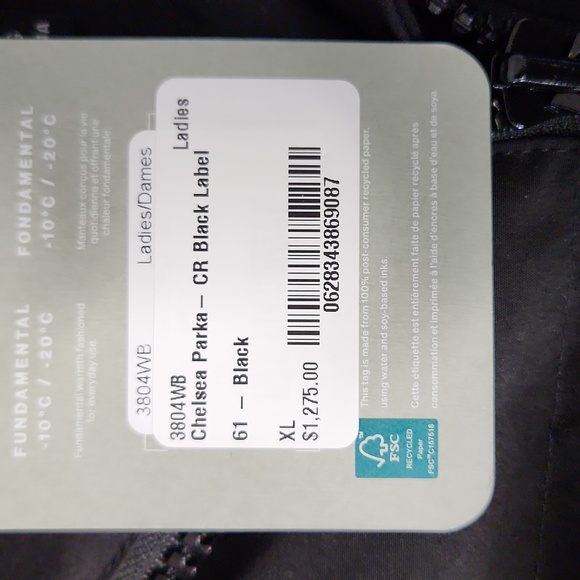 FUNDAMENTAL
-10°C / -20°C
Fundamental warmth fashioned
for everyday use.
FONDAMENTAL
-10°C / -20°C
Manteaux conçus pour la vie
quotidienne et offrant une
chaleur fondamentale.
3804WB Ladies/Dames
3804WB Ladies
Chelsea Parka – CR Black Label
61 – Black
XL
$1,275.00
0628343869087
This tag is made from 100% post-consumer recycled paper,
using water and soy-based inks.
Cette étiquette est entièrement faite de papier recyclé après
consommation et imprimée à l'aide d'encres à base d'eau et de soya.
FSC
RECYCLED
Paper
FSC™C157518